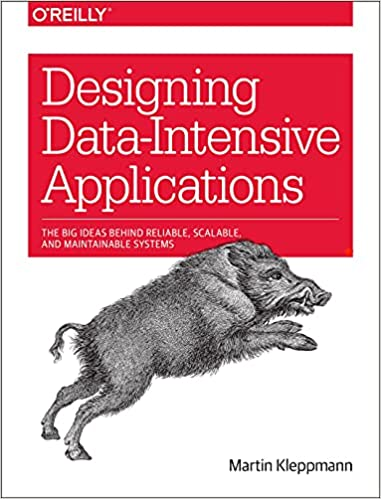 O'REILLY®
Designing
Data-Intensive
Applications
THE BIG IDEAS BEHIND RELIABLE, SCALABLE,
AND MAINTAINABLE SYSTEMS
Martin Kleppmann